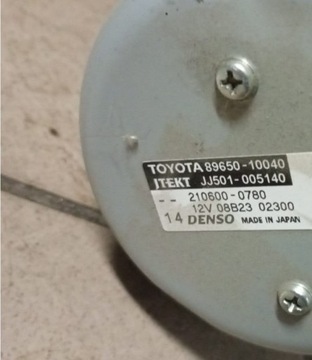 TOYOTA 89650-10040
JTEKT JJ501-005140
-- 210600-0780
12V 08B23 02300
14 DENSO MADE IN JAPAN